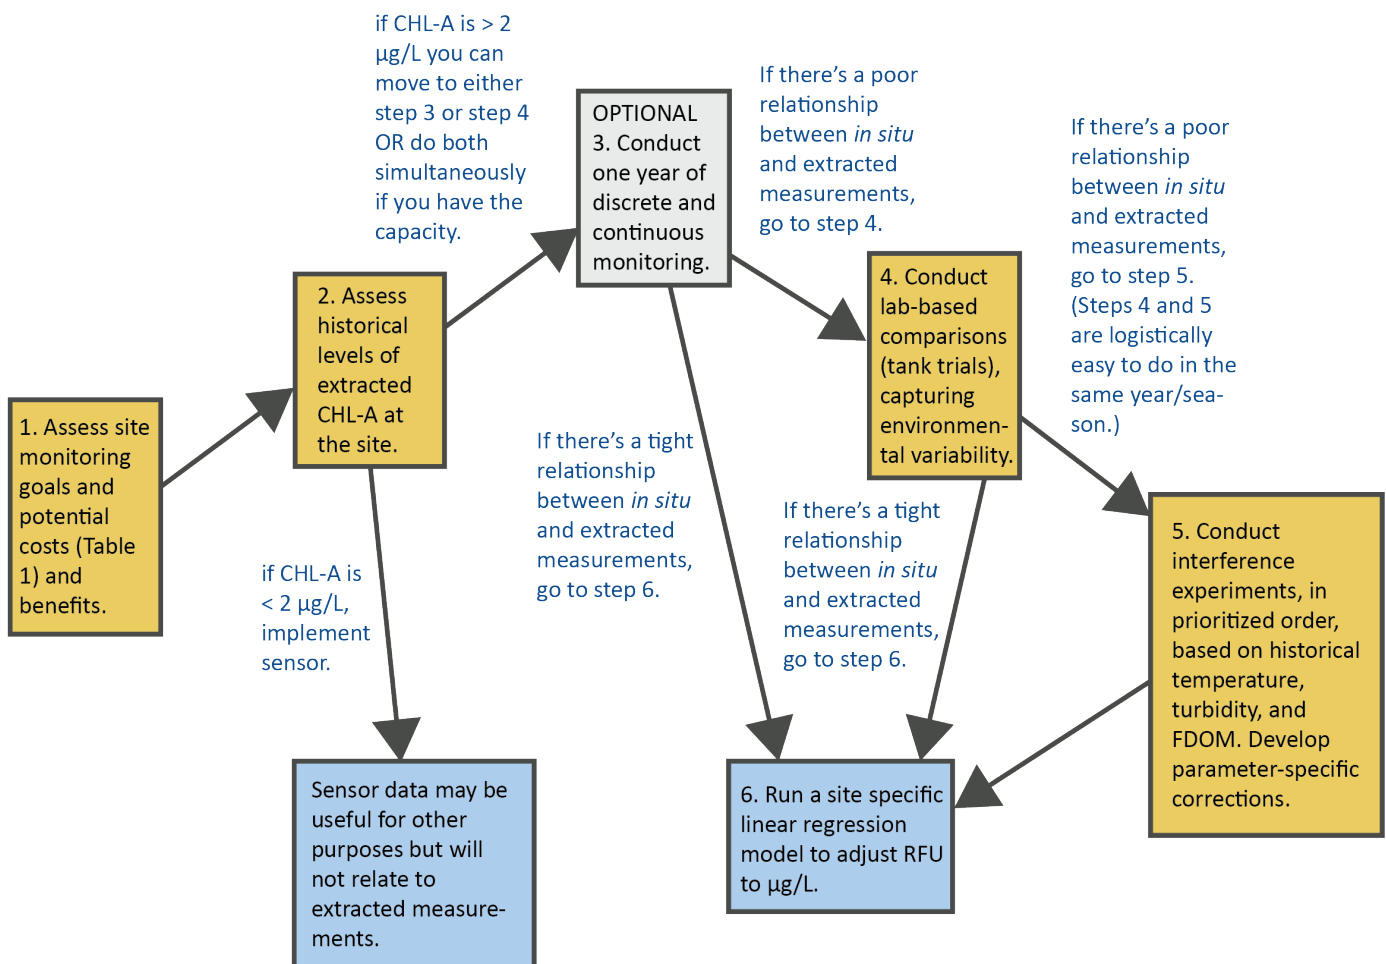 if CHL-A is > 2
µg/L you can
move to either
step 3 or step 4
OR do both
simultaneously
if you have the
capacity.
OPTIONAL
3. Conduct
one year of
discrete and
continuous
monitoring.
If there's a poor
relationship
between in situ
and extracted
measurements,
go to step 4.
If there's a poor
relationship
between in situ
and extracted
measurements,
go to step 5.
(Steps 4 and 5
are logistically
easy to do in the
same year/sea-
son.)
2. Assess
historical
levels of
extracted
CHL-A at
the site.
4. Conduct
lab-based
comparisons
(tank trials),
capturing
environmen-
tal variability.
1. Assess site
monitoring
goals and
potential
costs (Table
1) and
benefits.
if CHL-A is
< 2 µg/L,
implement
sensor.
If there's a tight
relationship
between in situ
and extracted
measurements,
go to step 6.
If there's a tight
relationship
between in situ
and extracted
measurements,
go to step 6.
5. Conduct
interference
experiments, in
prioritized order,
based on historical
temperature,
turbidity, and
FDOM. Develop
parameter-specific
corrections.
Sensor data may be
useful for other
purposes but will
not relate to
extracted measure-
ments.
6. Run a site specific
linear regression
model to adjust RFU
to µg/L.